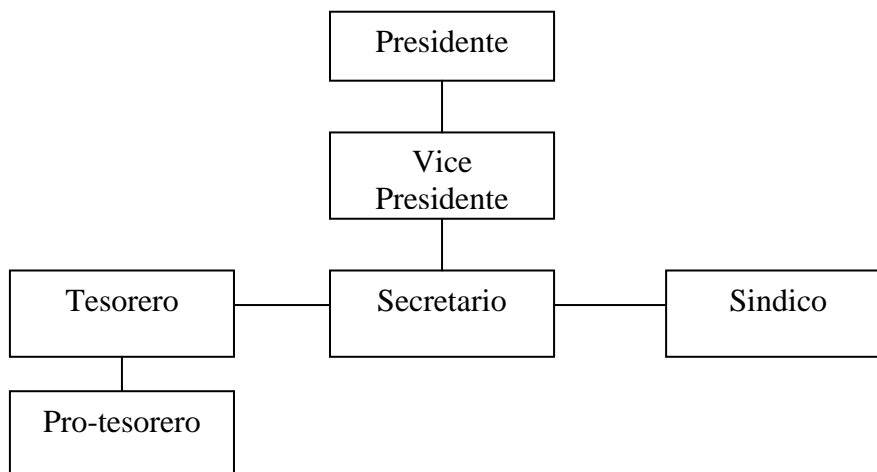 Presidente
Vice
Presidente
Tesorero
Secretario
Sindico
Pro-tesorero